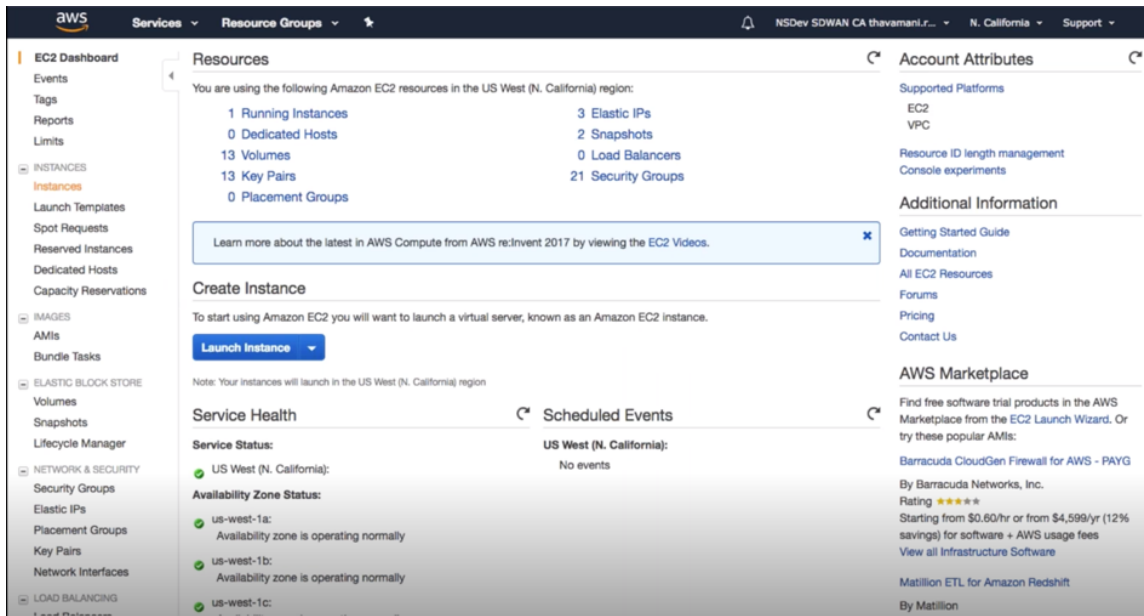 aws
Services
Resource Groups
NSDev SDWAN CA thavamani.r...
N. California
Support
EC2 Dashboard
Events
Tags
Reports
Limits
INSTANCES
Instances
Launch Templates
Spot Requests
Reserved Instances
Dedicated Hosts
Capacity Reservations
IMAGES
AMIs
Bundle Tasks
ELASTIC BLOCK STORE
Volumes
Snapshots
Lifecycle Manager
NETWORK & SECURITY
Security Groups
Elastic IPs
Placement Groups
Key Pairs
Network Interfaces
LOAD BALANCING
Load Balancers
Resources
You are using the following Amazon EC2 resources in the US West (N. California) region:
1 Running Instances
0 Dedicated Hosts
13 Volumes
13 Key Pairs
0 Placement Groups
3 Elastic IPs
2 Snapshots
0 Load Balancers
21 Security Groups
Learn more about the latest in AWS Compute from AWS re:Invent 2017 by viewing the EC2 Videos.
Create Instance
To start using Amazon EC2 you will want to launch a virtual server, known as an Amazon EC2 instance.
Launch Instance
Note: Your instances will launch in the US West (N. California) region
Service Health
Service Status:
US West (N. California):
Availability Zone Status:
us-west-1a:
Availability zone is operating normally
us-west-1b:
Availability zone is operating normally
us-west-1c:
Scheduled Events
US West (N. California):
No events
Account Attributes
Supported Platforms
EC2
VPC
Resource ID length management
Console experiments
Additional Information
Getting Started Guide
Documentation
All EC2 Resources
Forums
Pricing
Contact Us
AWS Marketplace
Find free software trial products in the AWS
Marketplace from the EC2 Launch Wizard. Or
try these popular AMIs:
Barracuda CloudGen Firewall for AWS - PAYG
By Barracuda Networks, Inc.
Rating
Starting from $0.60/hr or from $4,599/yr (12%
savings) for software + AWS usage fees
View all Infrastructure Software
Matillion ETL for Amazon Redshift
By Matillion